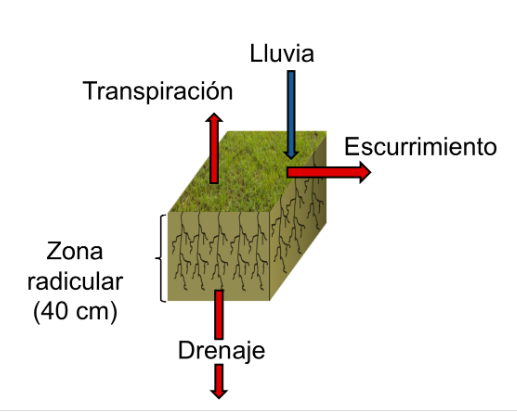 Lluvia
Transpiración
Escurrimiento
Zona
radicular
(40 cm)
Drenaje